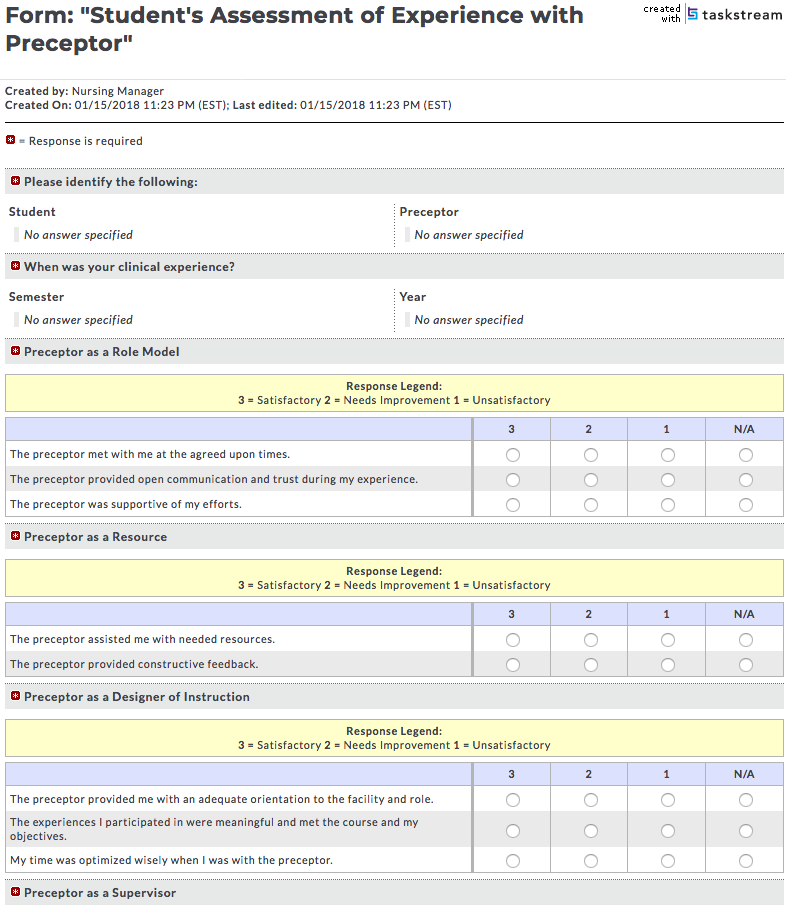 Form: "Student's Assessment of Experience with
Preceptor"
created
with
taskstream
Created by: Nursing Manager
Created On: 01/15/2018 11:23 PM (EST); Last edited: 01/15/2018 11:23 PM (EST)
* = Response is required
* Please identify the following:
Student
Preceptor
No answer specified
No answer specified
* When was your clinical experience?
Semester
Year
No answer specified
No answer specified
* Preceptor as a Role Model
Response Legend:
3 = Satisfactory 2 = Needs Improvement 1 = Unsatisfactory
3 2 1 N/A
The preceptor met with me at the agreed upon times.
The preceptor provided open communication and trust during my experience.
The preceptor was supportive of my efforts.
* Preceptor as a Resource
Response Legend:
3 = Satisfactory 2 = Needs Improvement 1 = Unsatisfactory
3 2 1 N/A
The preceptor assisted me with needed resources.
The preceptor provided constructive feedback.
* Preceptor as a Designer of Instruction
Response Legend:
3 = Satisfactory 2 = Needs Improvement 1 = Unsatisfactory
3 2 1 N/A
The preceptor provided me with an adequate orientation to the facility and role.
The experiences I participated in were meaningful and met the course and my
objectives.
My time was optimized wisely when I was with the preceptor.
* Preceptor as a Supervisor